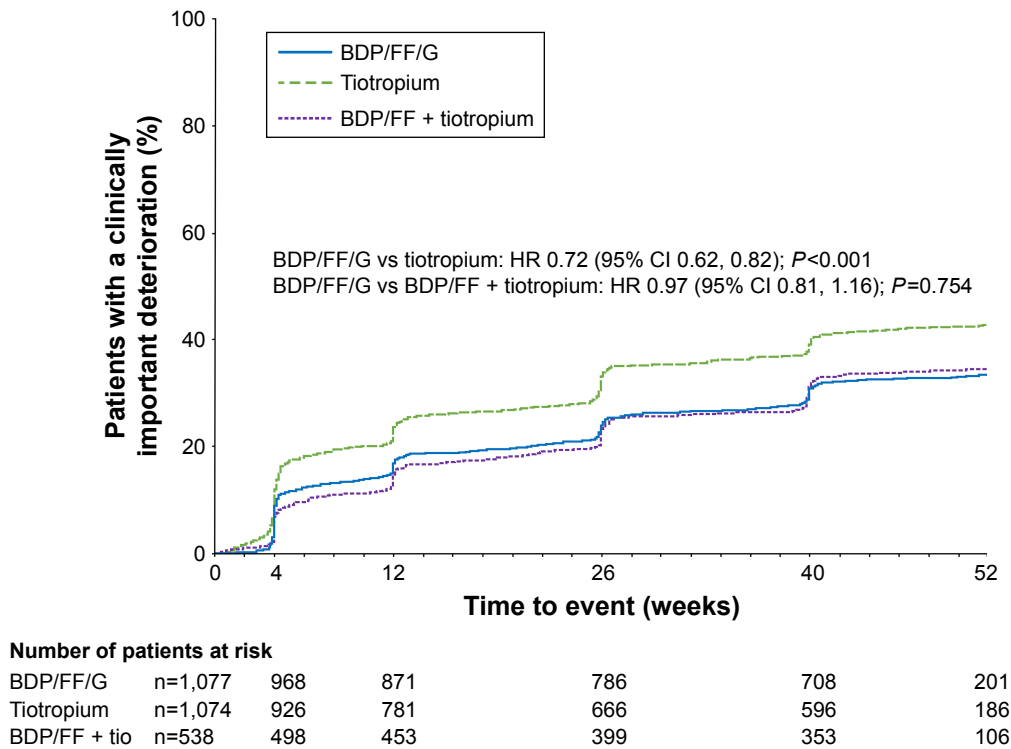 100
80
60
40
20
0
Patients with a clinically
important deterioration (%)
BDP/FF/G
Tiotropium
BDP/FF + tiotropium
BDP/FF/G vs tiotropium: HR 0.72 (95% CI 0.62, 0.82); P<0.001
BDP/FF/G vs BDP/FF + tiotropium: HR 0.97 (95% CI 0.81, 1.16); P=0.754
0 4 12 26 40 52
Time to event (weeks)
Number of patients at risk
BDP/FF/G n=1,077 968 871 786 708 201
Tiotropium n=1,074 926 781 666 596 186
BDP/FF + tio n=538 498 453 399 353 106